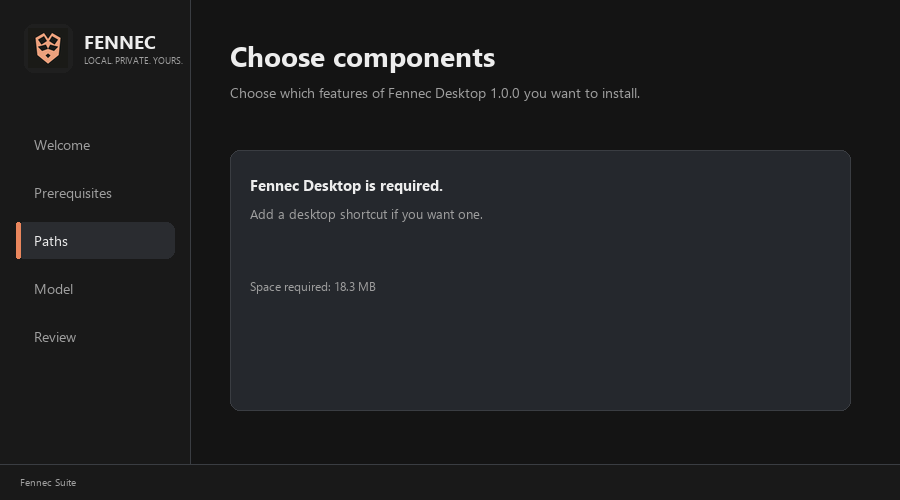 FENNEC
LOCAL. PRIVATE. YOURS.
Welcome
Prerequisites
Paths
Model
Review
Choose components
Choose which features of Fennec Desktop 1.0.0 you want to install.
Fennec Desktop is required.
Add a desktop shortcut if you want one.
Space required: 18.3 MB
Fennec Suite